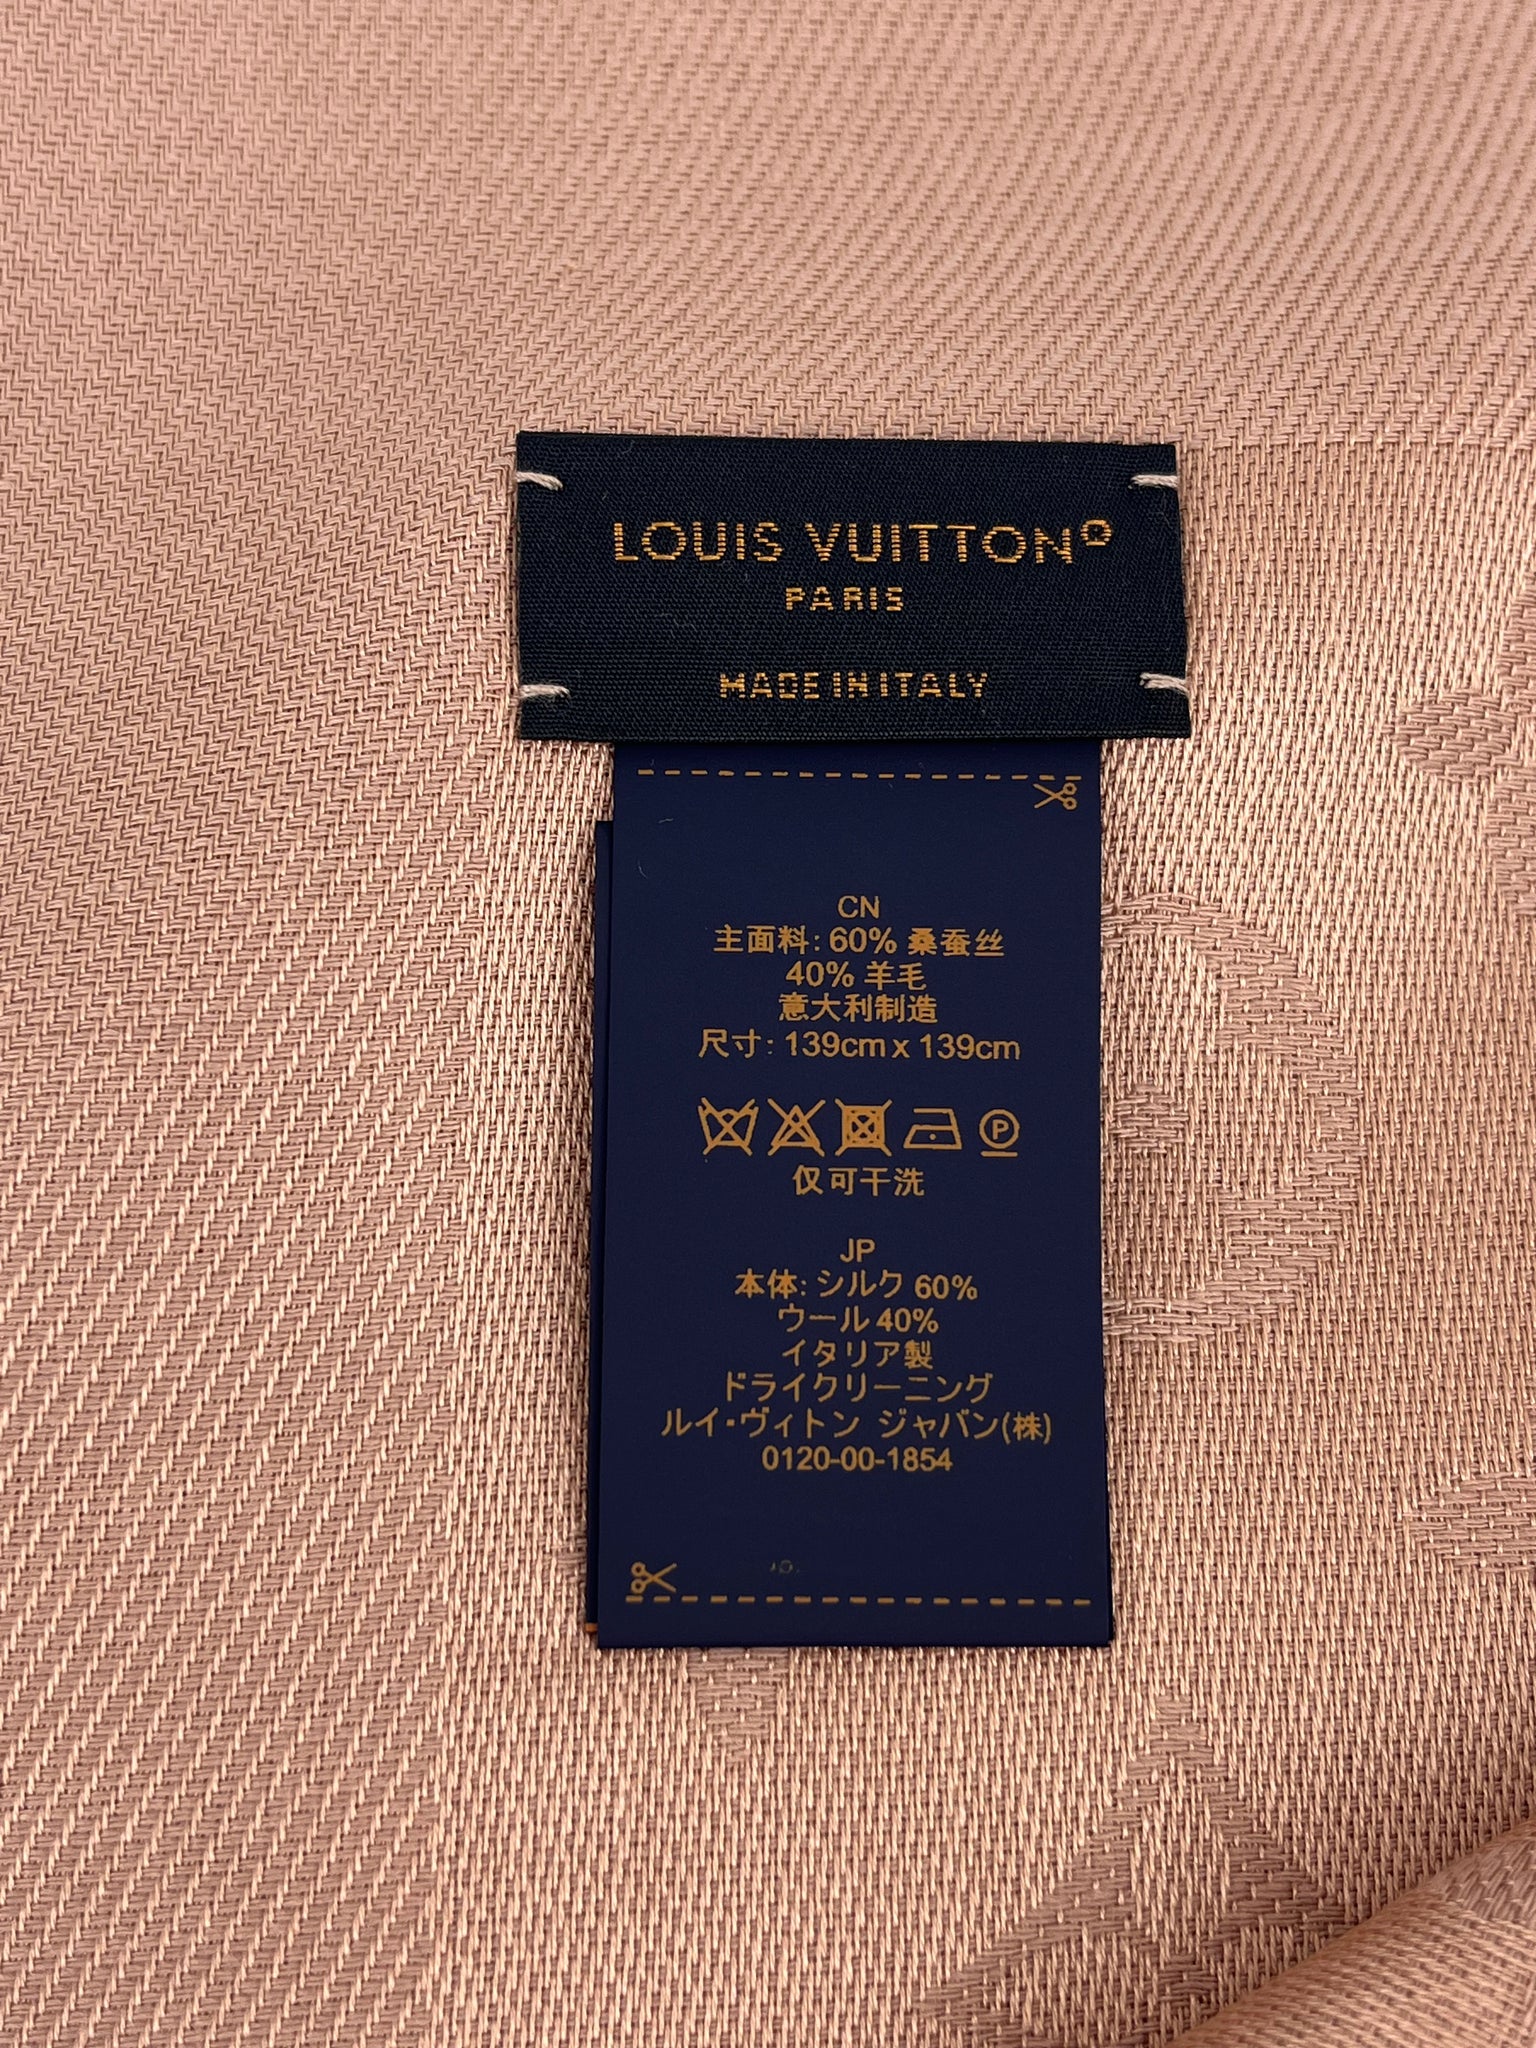 LOUIS VUITTON
PARIS
MADE IN ITALY
CN
主面料: 60% 桑蚕丝
40% 羊毛
意大利制造
尺寸: 139cm x 139cm
P
仅可干洗
JP
本体: シルク 60%
ウール 40%
イタリア製
ドライクリーニング
ルイ・ヴィトン ジャパン(株)
0120-00-1854